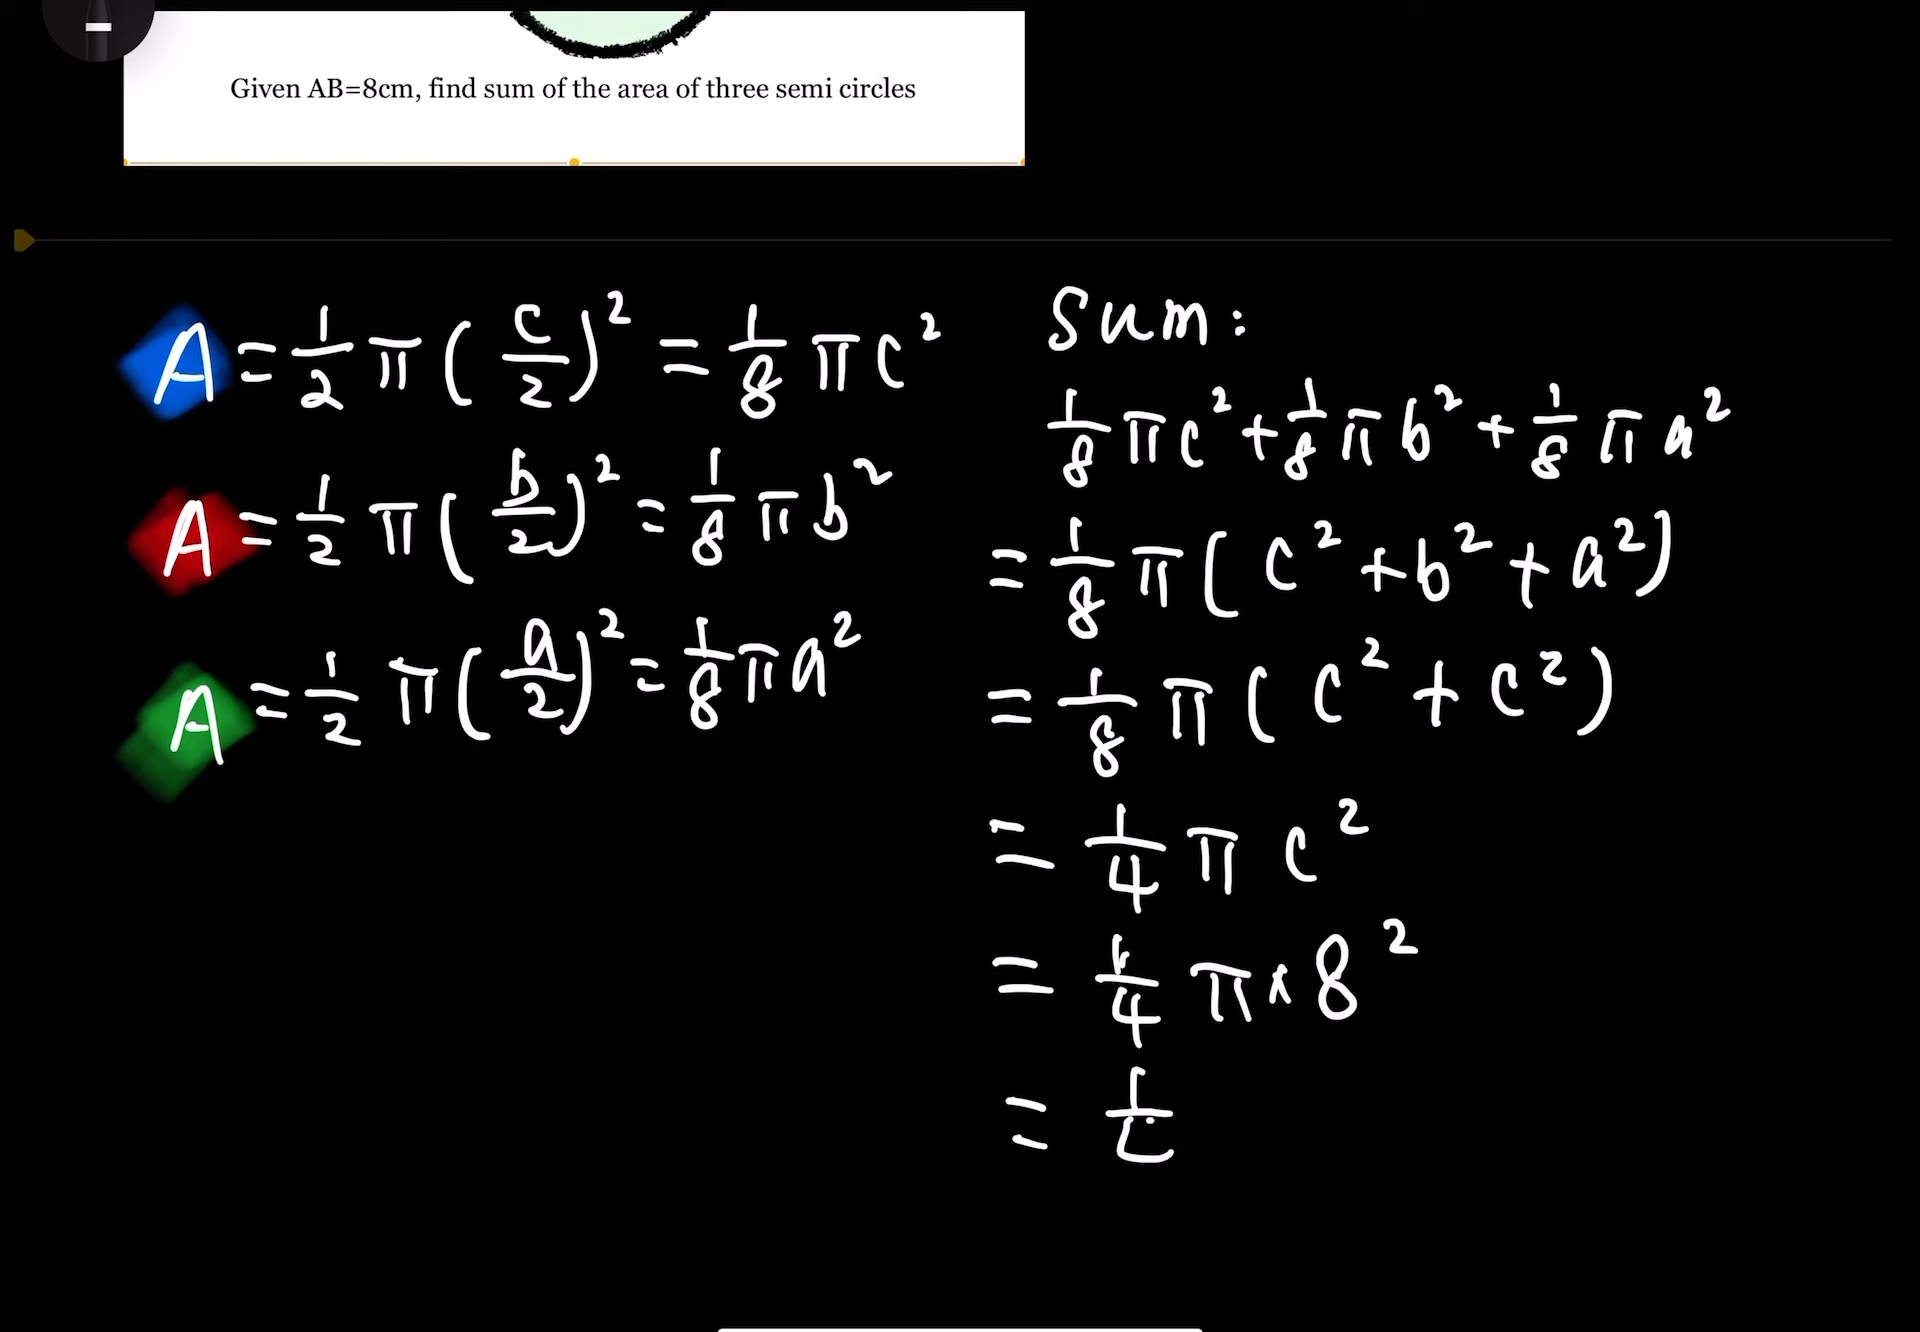 Given AB=8cm, find sum of the area of three semi circles
A = 1/2 π (c/2)² = 1/8 π c²
A = 1/2 π (b/2)² = 1/8 π b²
A = 1/2 π (a/2)² = 1/8 π a²
Sum:
1/8 π c² + 1/8 π b² + 1/8 π a²
= 1/8 π (c² + b² + a²)
= 1/8 π (c² + c²)
= 1/4 π c²
= 1/4 π × 8²
= 1/